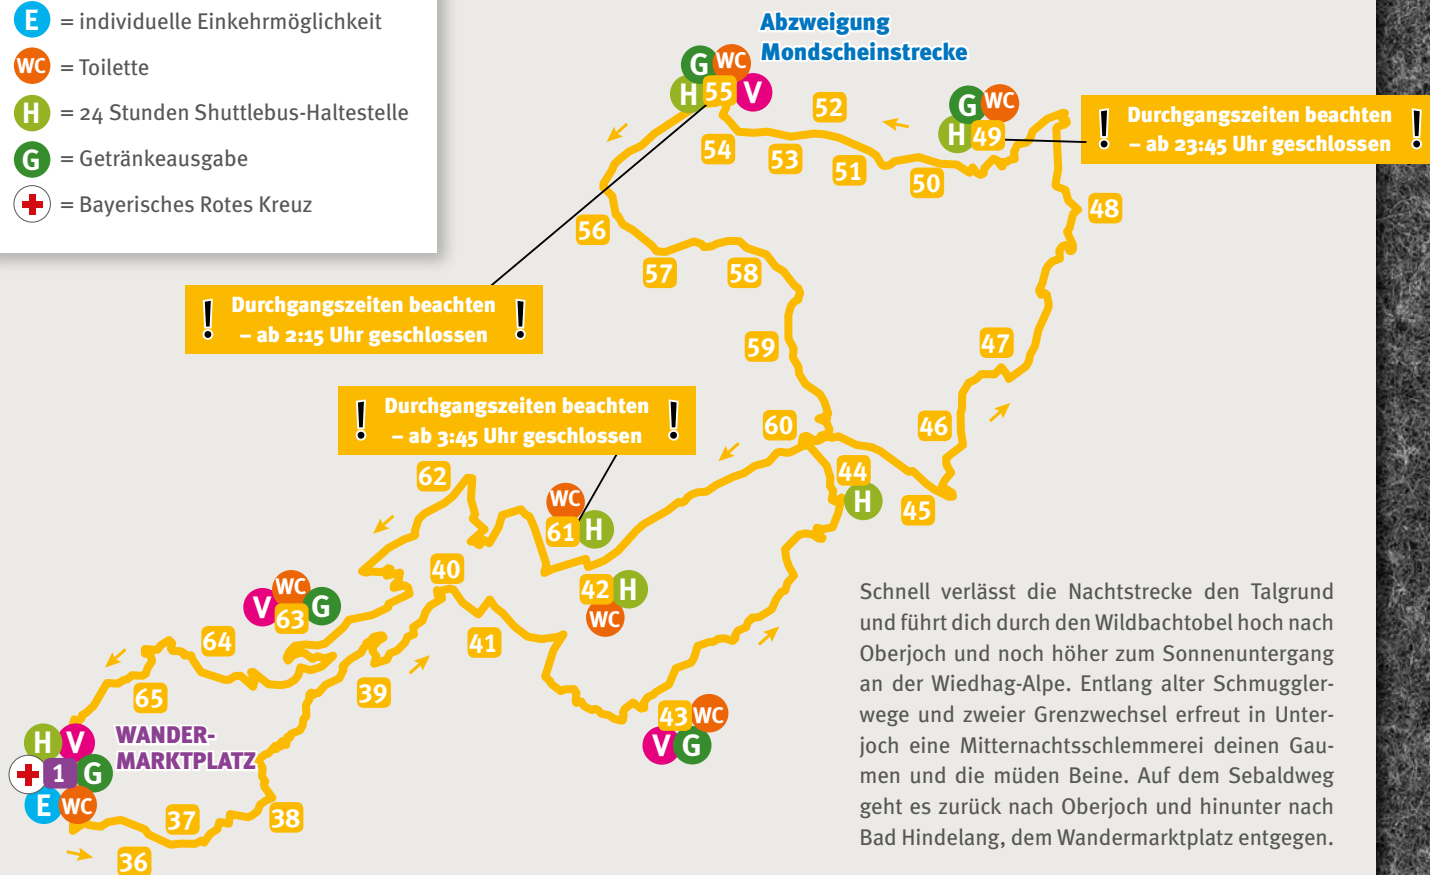 E = individuelle Einkehrmöglichkeit
WC = Toilette
H = 24 Stunden Shuttlebus-Haltestelle
G = Getränkeausgabe
= Bayerisches Rotes Kreuz
Abzweigung
Mondscheinstrecke
G WC
H 55 V
52
G WC
H 49
! Durchgangszeiten beachten !
– ab 23:45 Uhr geschlossen
54
53
51
50
48
56
57
58
! Durchgangszeiten beachten !
– ab 2:15 Uhr geschlossen
59
47
! Durchgangszeiten beachten !
– ab 3:45 Uhr geschlossen
60
46
62
44
H
45
WC
61 H
40
42 H
WC
WC
V 63 G
64
41
39
65
43 WC
V G
WANDER-
MARKTPLATZ
H V
1 G
E WC
37
38
36
Schnell verlässt die Nachtstrecke den Talgrund
und führt dich durch den Wildbachtobel hoch nach
Oberjoch und noch höher zum Sonnenuntergang
an der Wiedhag-Alpe. Entlang alter Schmuggler-
wege und zweier Grenzwechsel erfreut in Unter-
joch eine Mitternachtsschlemmerei deinen Gau-
men und die müden Beine. Auf dem Sebaldweg
geht es zurück nach Oberjoch und hinunter nach
Bad Hindelang, dem Wandermarktplatz entgegen.